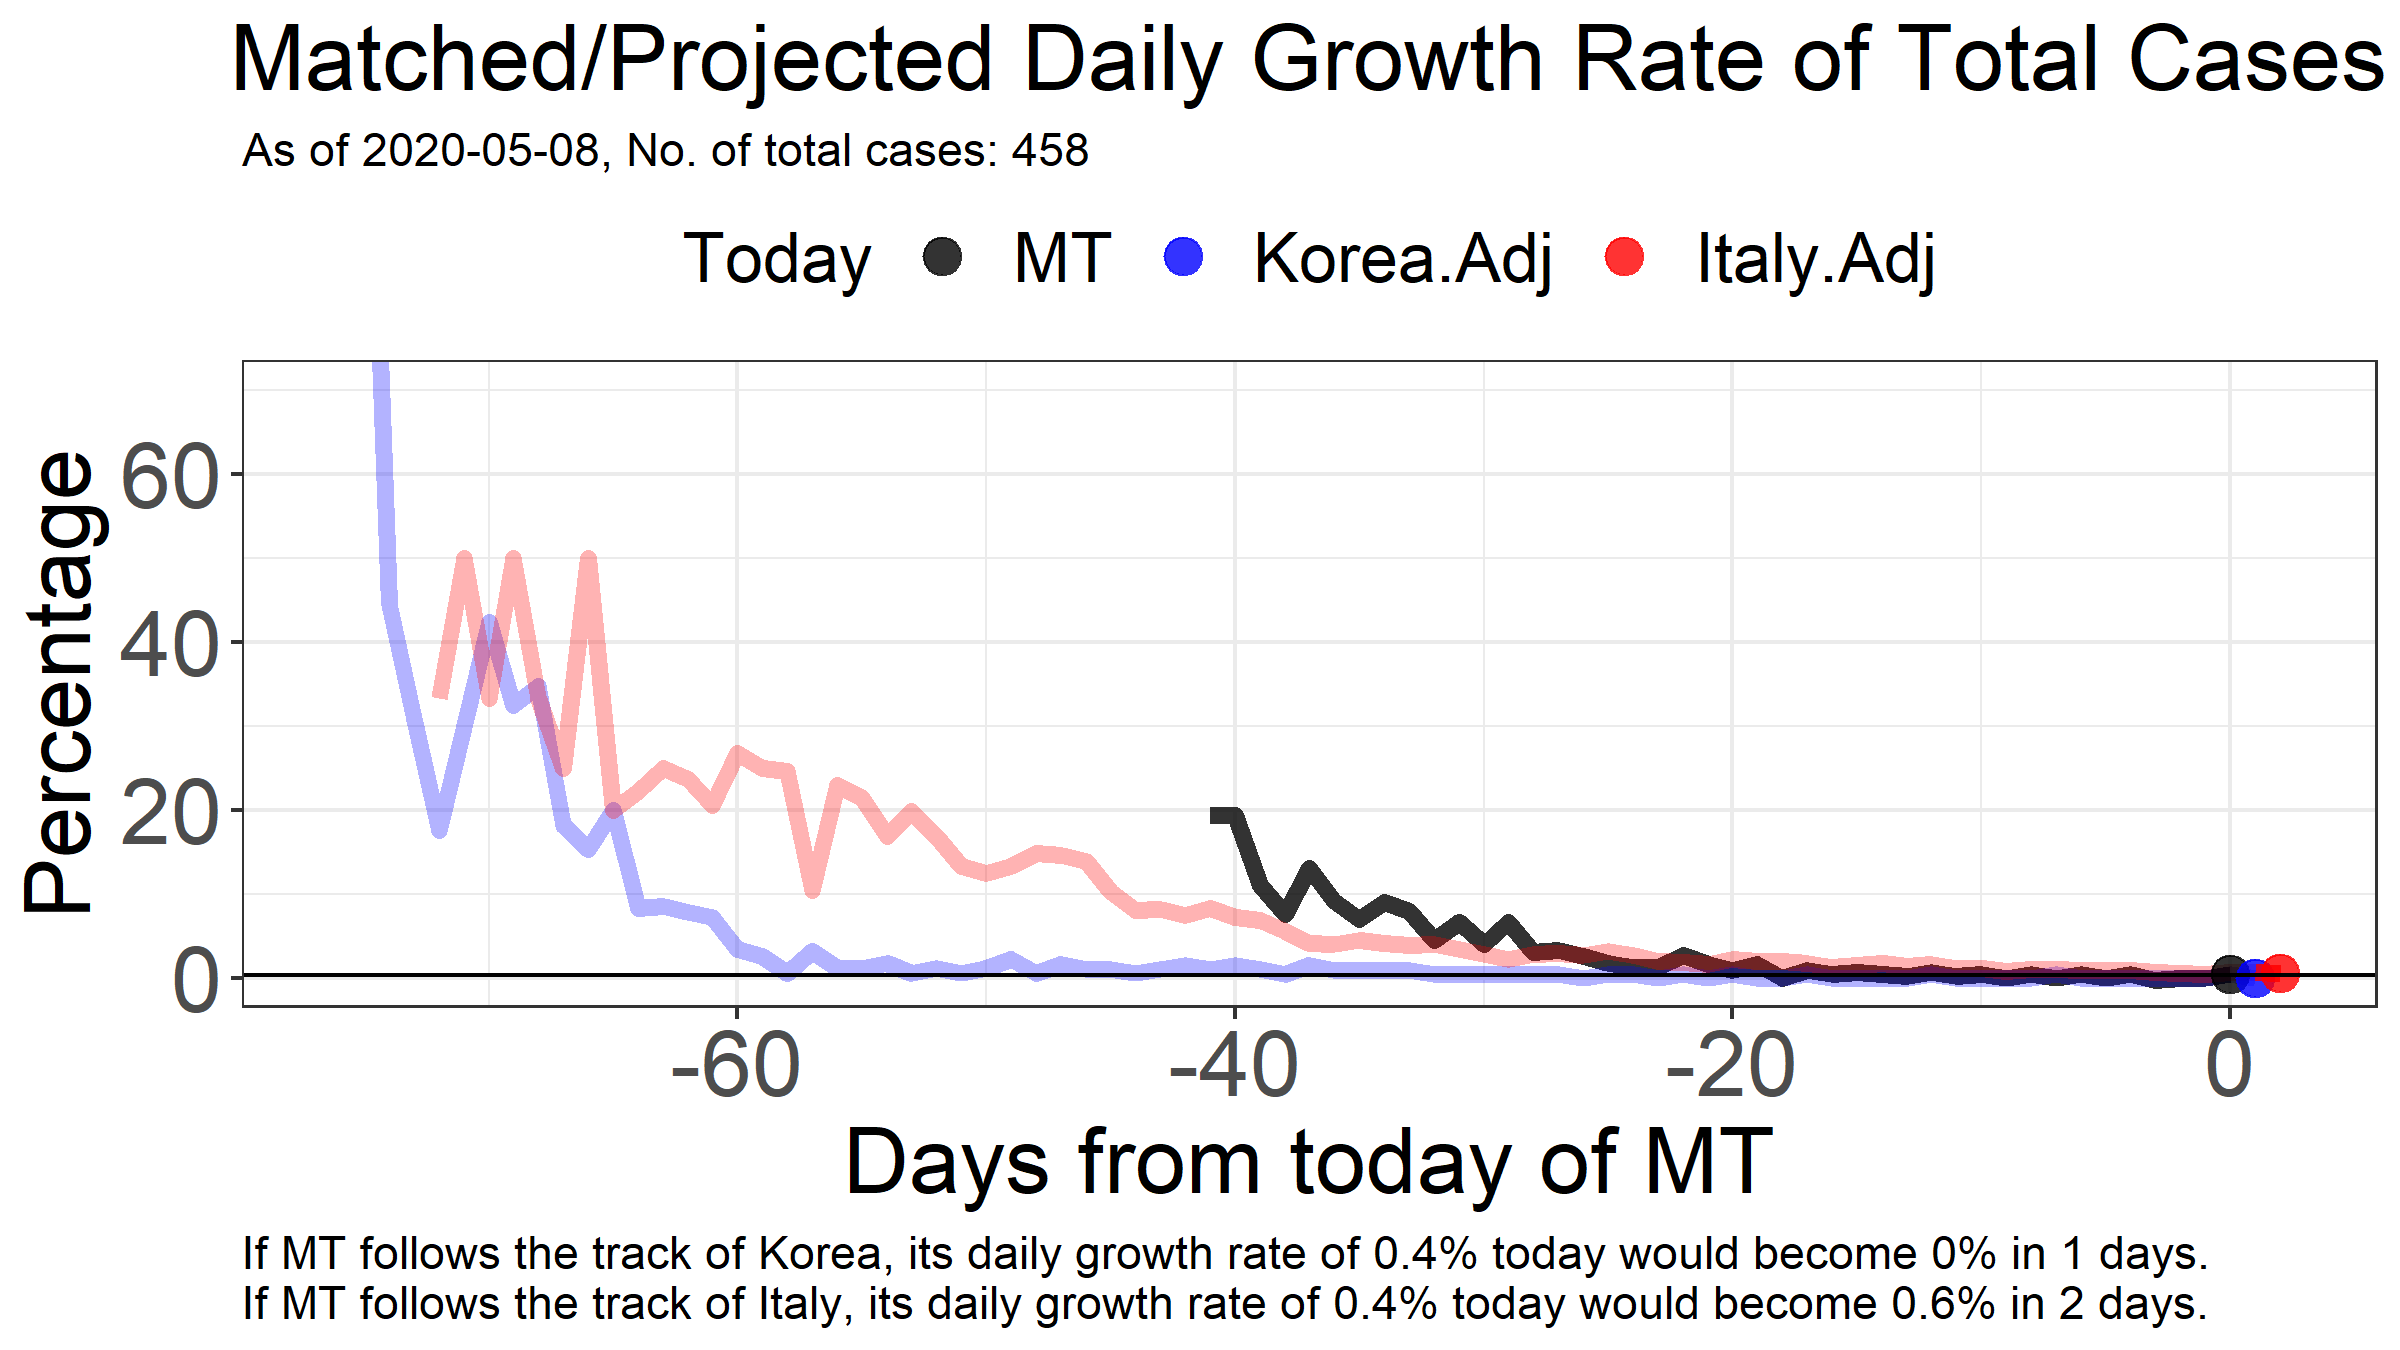 Matched/Projected Daily Growth Rate of Total Cases
As of 2020-05-08, No. of total cases: 458
Today MT Korea.Adj Italy.Adj
Percentage
60
40
20
0
-60 -40 -20 0
Days from today of MT
If MT follows the track of Korea, its daily growth rate of 0.4% today would become 0% in 1 days.
If MT follows the track of Italy, its daily growth rate of 0.4% today would become 0.6% in 2 days.